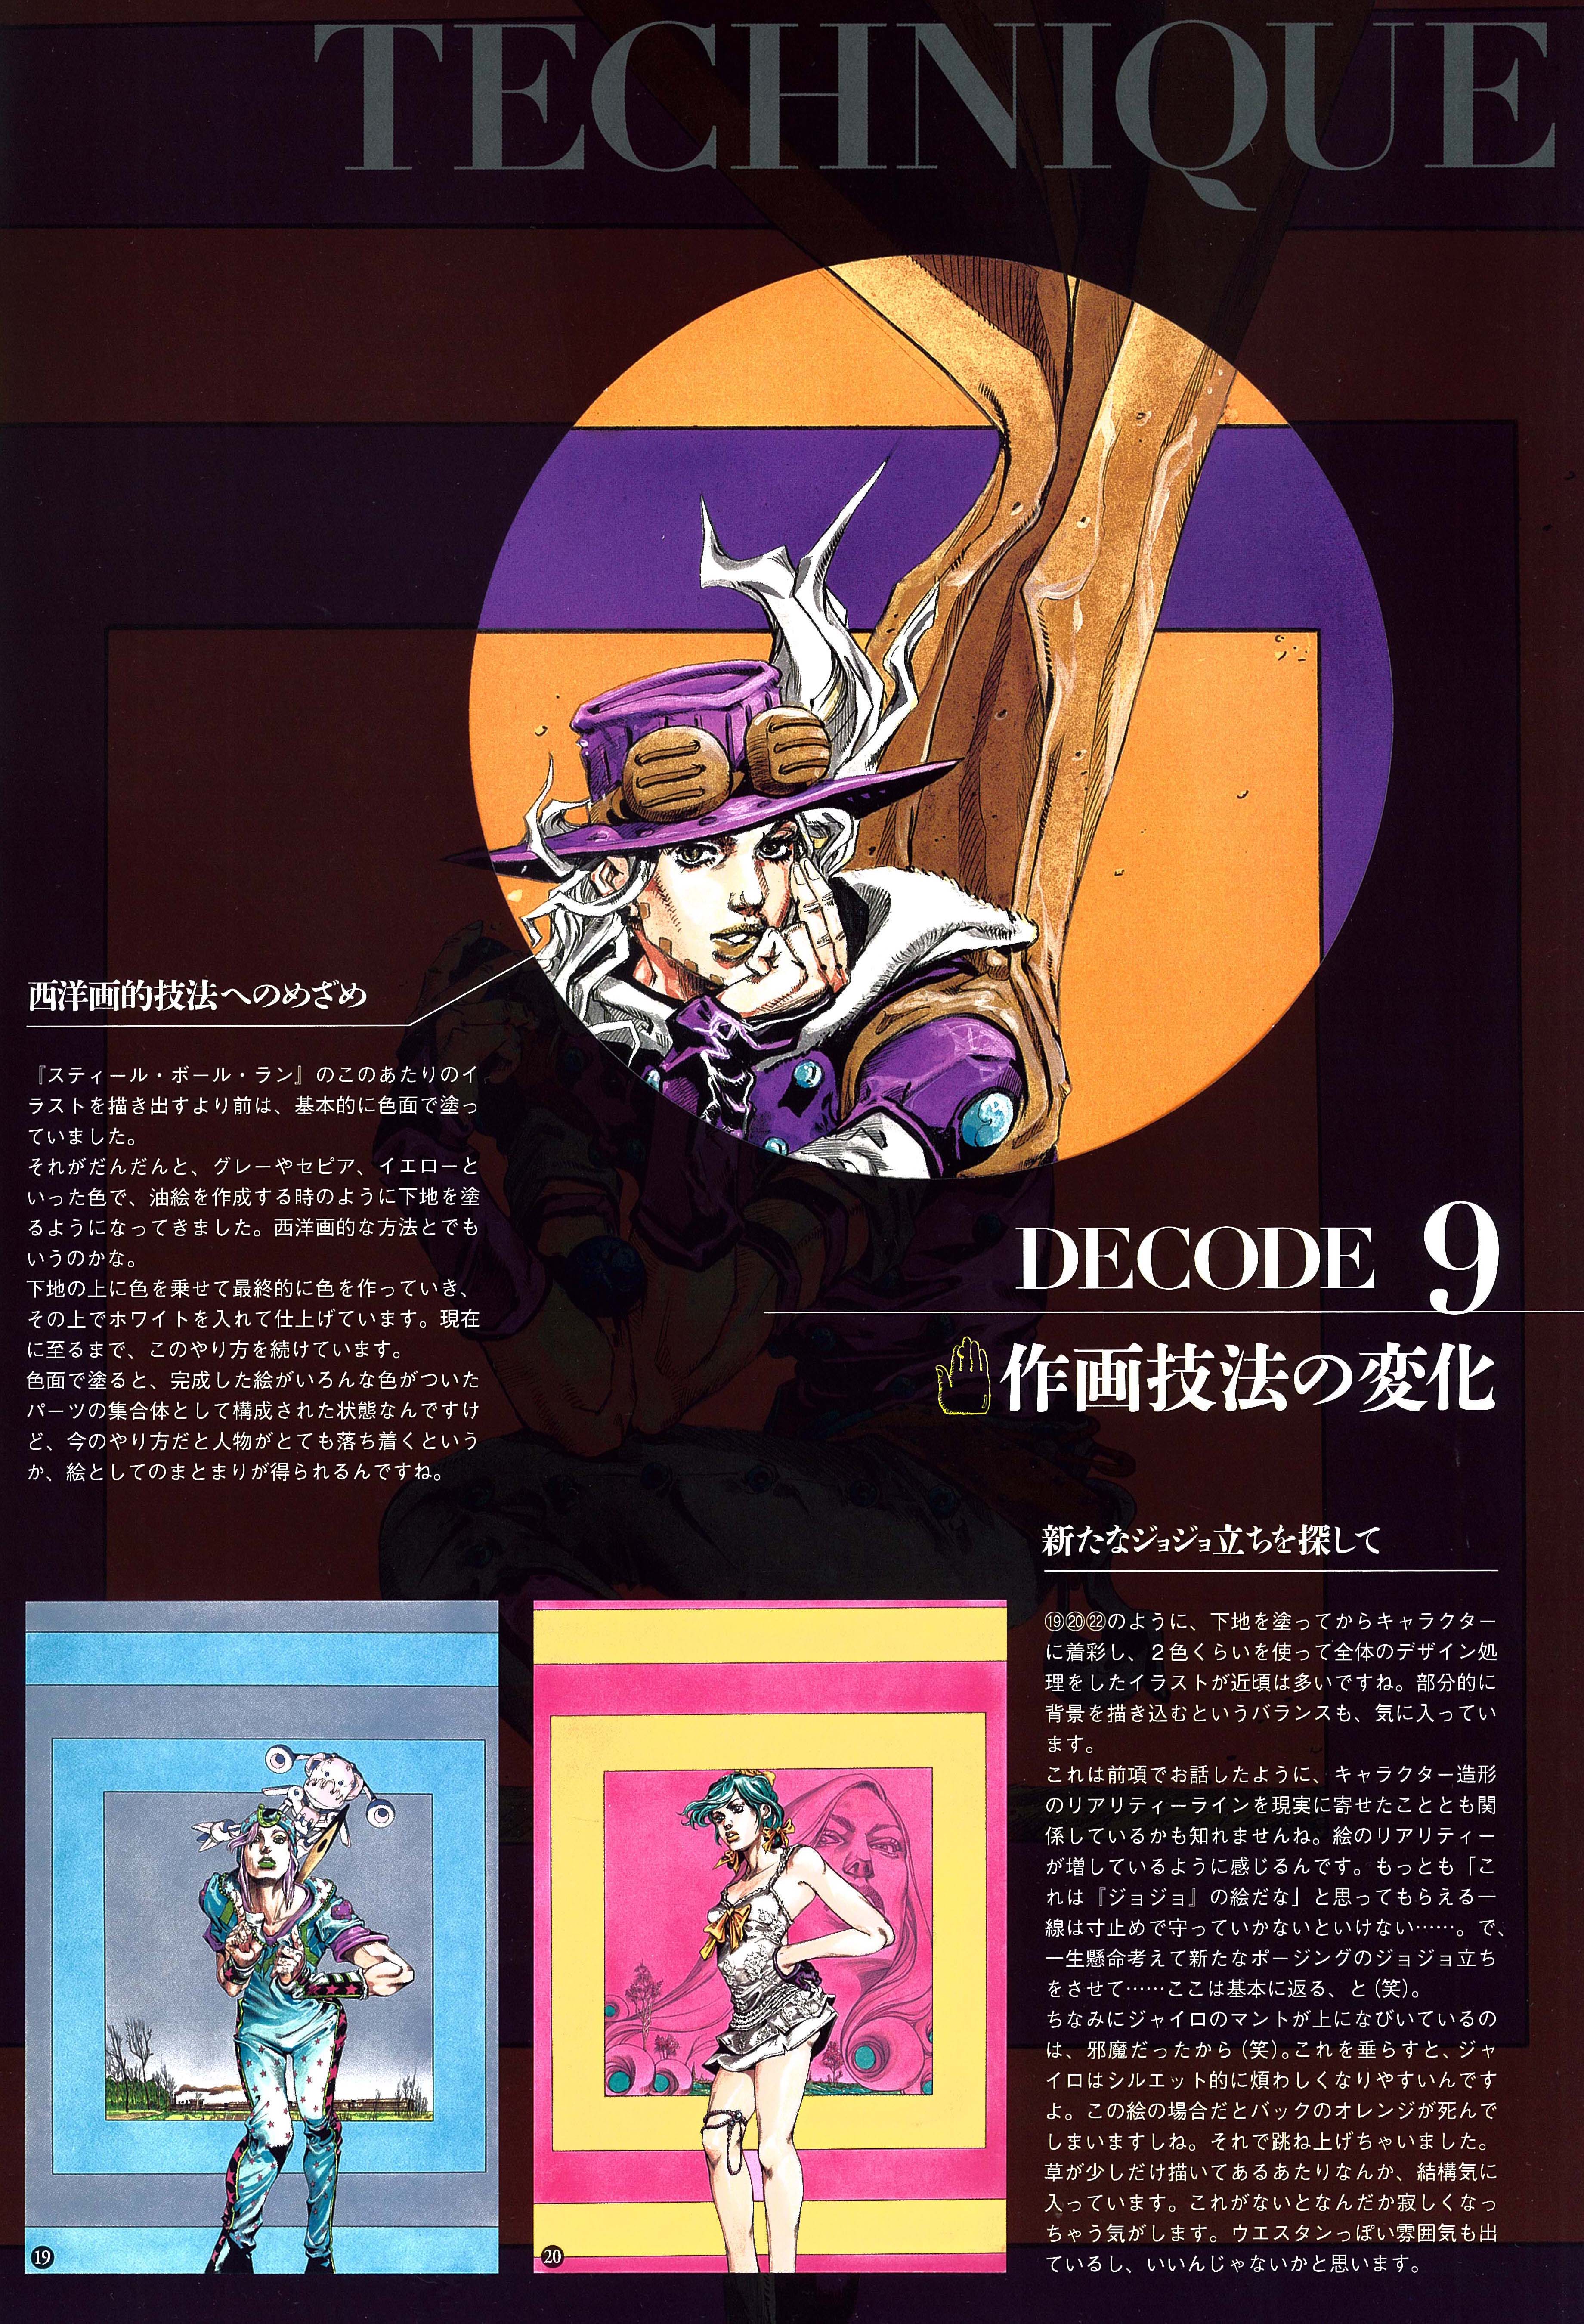 TECHNIQUE
西洋画的技法へのめざめ
『スティール・ボール・ラン』のこのあたりのイ
ラストを描き出すより前は、基本的に色面で塗っ
ていました。
それがだんだんと、グレーやセピア、イエローと
いった色で、油絵を作成する時のように下地を塗
るようになってきました。西洋画的な方法とでも
いうのかな。
下地の上に色を乗せて最終的に色を作っていき、
その上でホワイトを入れて仕上げています。現在
に至るまで、このやり方を続けています。
色面で塗ると、完成した絵がいろんな色がついた
パーツの集合体として構成された状態なんですけ
ど、今のやり方だと人物がとても落ち着くという
か、絵としてのまとまりが得られるんですね。
DECODE 9
作画技法の変化
新たなジョジョ立ちを探して
⑲⑳㉒のように、下地を塗ってからキャラクター
に着彩し、2色くらいを使って全体のデザイン処
理をしたイラストが近頃は多いですね。部分的に
背景を描き込むというバランスも、気に入ってい
ます。
これは前項でお話したように、キャラクター造形
のリアリティーラインを現実に寄せたこととも関
係しているかも知れませんね。絵のリアリティー
が増しているように感じるんです。もっとも「こ
れは『ジョジョ』の絵だな」と思ってもらえる一
線は寸止めで守っていかないといけない……。で、
一生懸命考えて新たなポージングのジョジョ立ち
をさせて……ここは基本に返る、と(笑)。
ちなみにジャイロのマントが上になびいているの
は、邪魔だったから(笑)。これを垂らすと、ジャ
イロはシルエット的に煩わしくなりやすいんです
よ。この絵の場合だとバックのオレンジが死んで
しまいますしね。それで跳ね上げちゃいました。
草が少しだけ描いてあるあたりなんか、結構気に
入っています。これがないとなんだか寂しくなっ
ちゃう気がします。ウエスタンっぽい雰囲気も出
ているし、いいんじゃないかと思います。
19
20